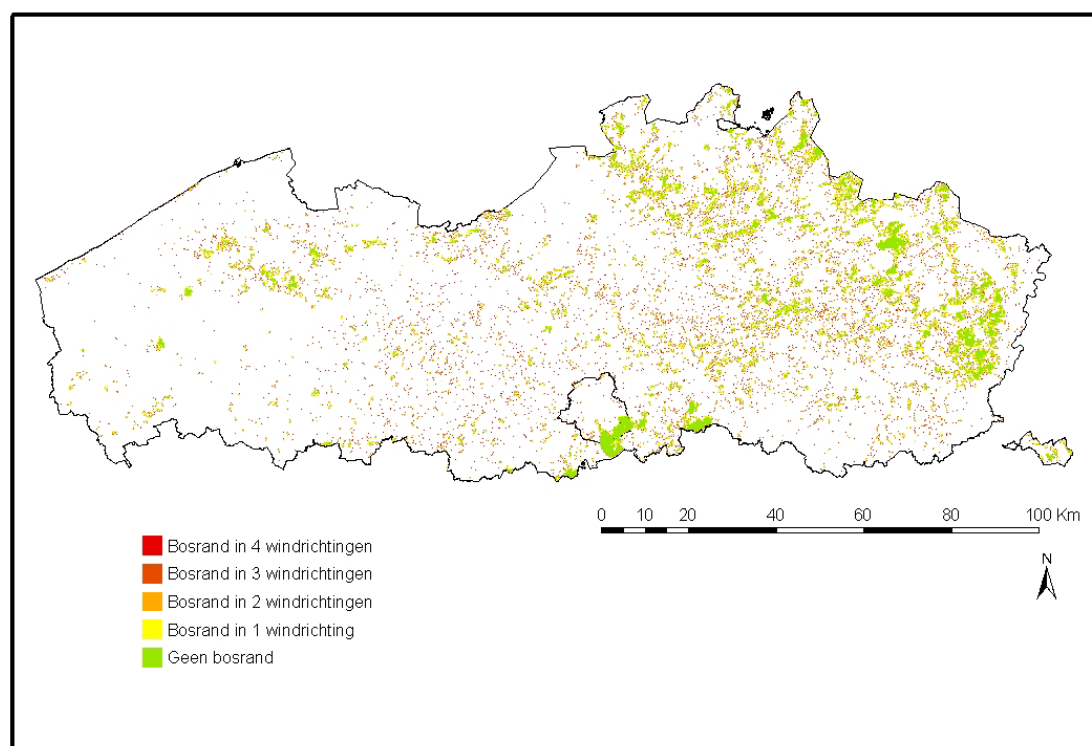 0 10 20 40 60 80 100 Km
N
Bosrand in 4 windrichtingen
Bosrand in 3 windrichtingen
Bosrand in 2 windrichtingen
Bosrand in 1 windrichting
Geen bosrand